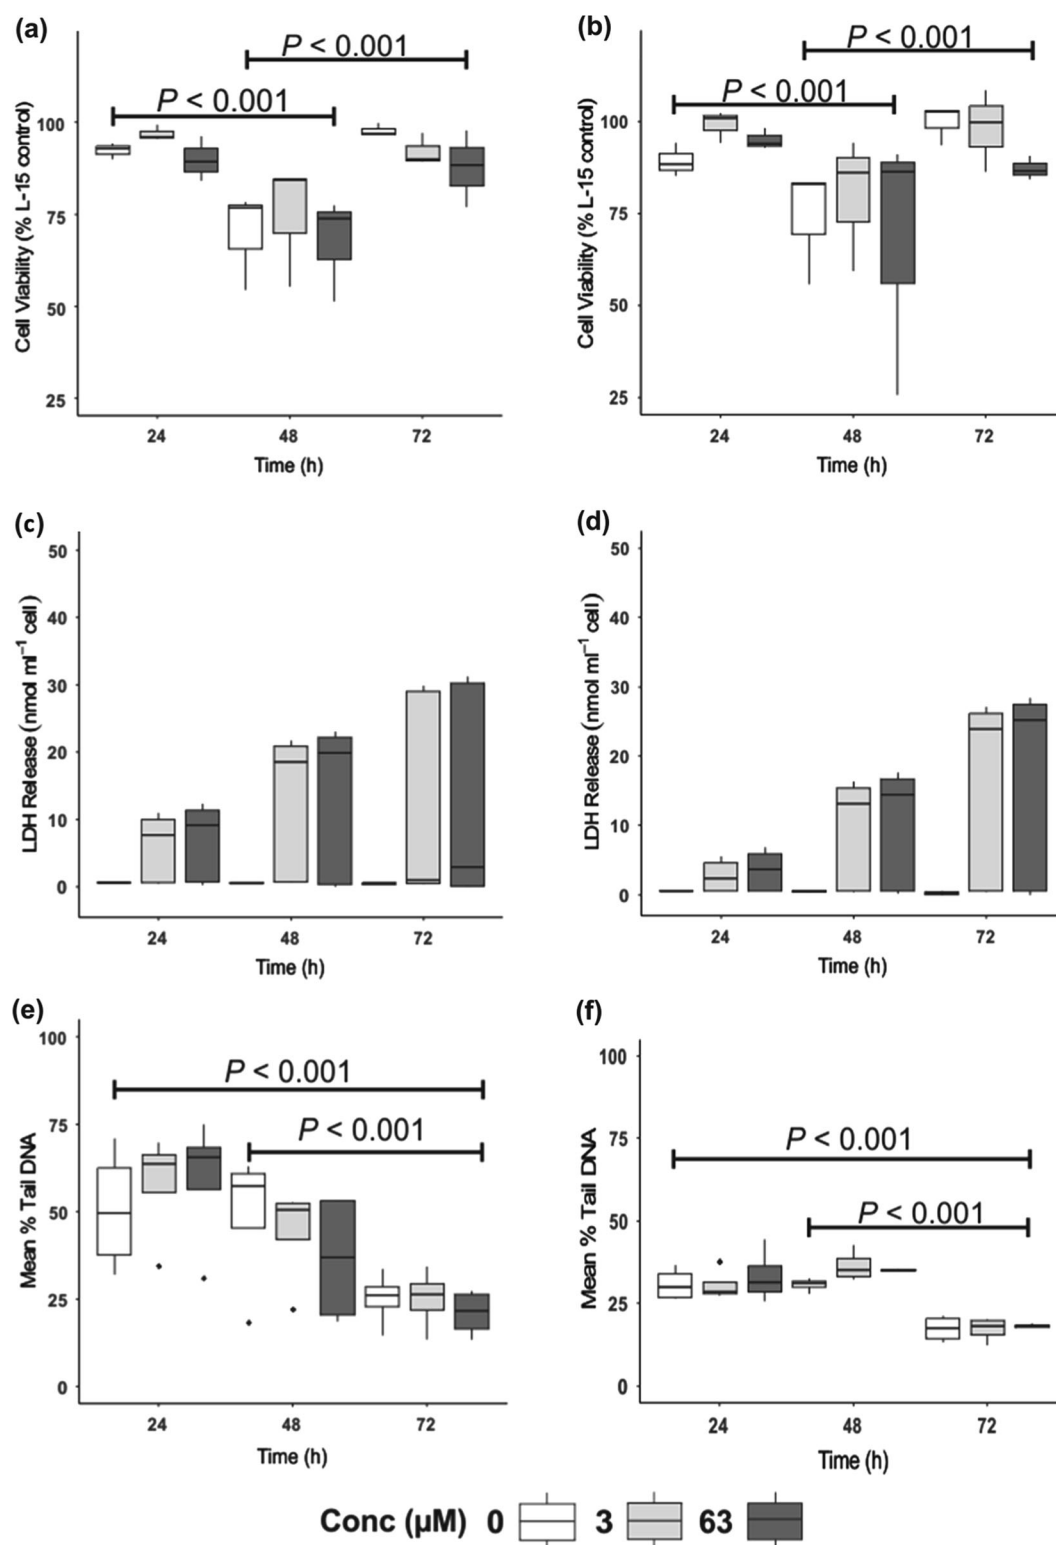 (a)
P < 0.001
P < 0.001
Cell Viability (% L-15 control)
100
75
50
25
24 48 72
Time (h)
(b)
P < 0.001
P < 0.001
Cell Viability (% L-15 control)
100
75
50
25
24 48 72
Time (h)
(c)
LDH Release (nmol ml⁻¹ cell)
50
40
30
20
10
0
24 48 72
Time (h)
(d)
LDH Release (nmol ml⁻¹ cell)
50
40
30
20
10
0
24 48 72
Time (h)
(e)
P < 0.001
P < 0.001
Mean % Tail DNA
100
75
50
25
0
24 48 72
Time (h)
(f)
P < 0.001
P < 0.001
Mean % Tail DNA
100
75
50
25
0
24 48 72
Time (h)
Conc (µM) 0 3 63